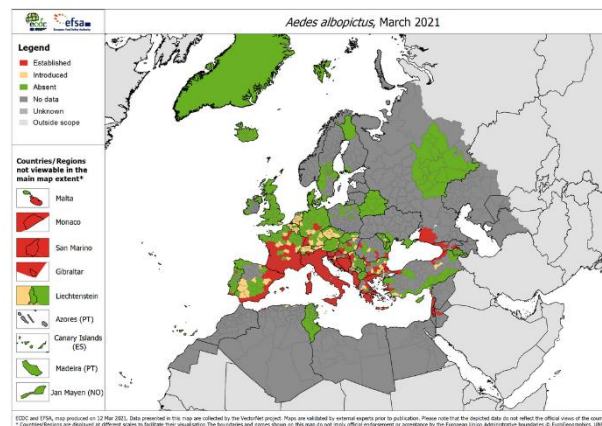 ecdc
efsa
European Food Safety Authority
Aedes albopictus, March 2021
Legend
Established
Introduced
Absent
No data
Unknown
Outside scope
Countries/Regions
not viewable in the
main map extent*
Malta
Monaco
San Marino
Gibraltar
Liechtenstein
Azores (PT)
Canary Islands
(ES)
Madeira (PT)
Jan Mayen (NO)
ECDC and EFSA, map produced on 12 Mar 2021. Data presented in this map are collected by the VectorNet project. Maps are validated by external experts prior to publication. Please note that the depicted data do not reflect the official views of the coun
* Countries/Regions are displayed at different scales to facilitate their visualisation. The boundaries and names shown on this map do not imply official endorsement or acceptance by the European Union. Administrative boundaries © EuroGeographics, UN